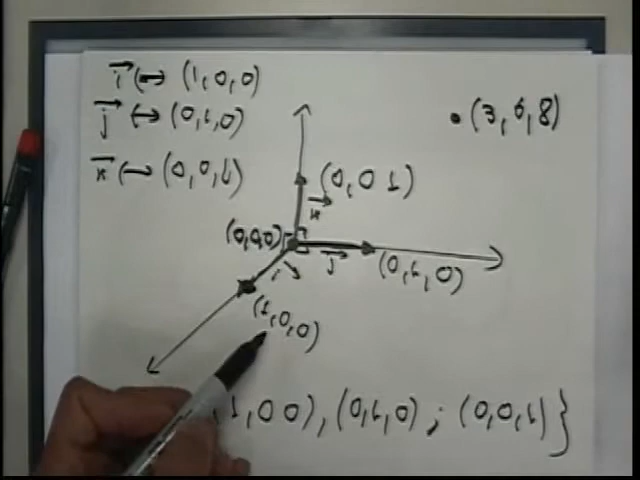 i ↔ (1,0,0)
j ↔ (0,1,0)
k ↔ (0,0,1)
(3,6,8)
(0,0 1)
k
(0,0,0)
i
j
(0,1,0)
(1,0,0)
1,0 0),(0,1,0); (0,0,1)}